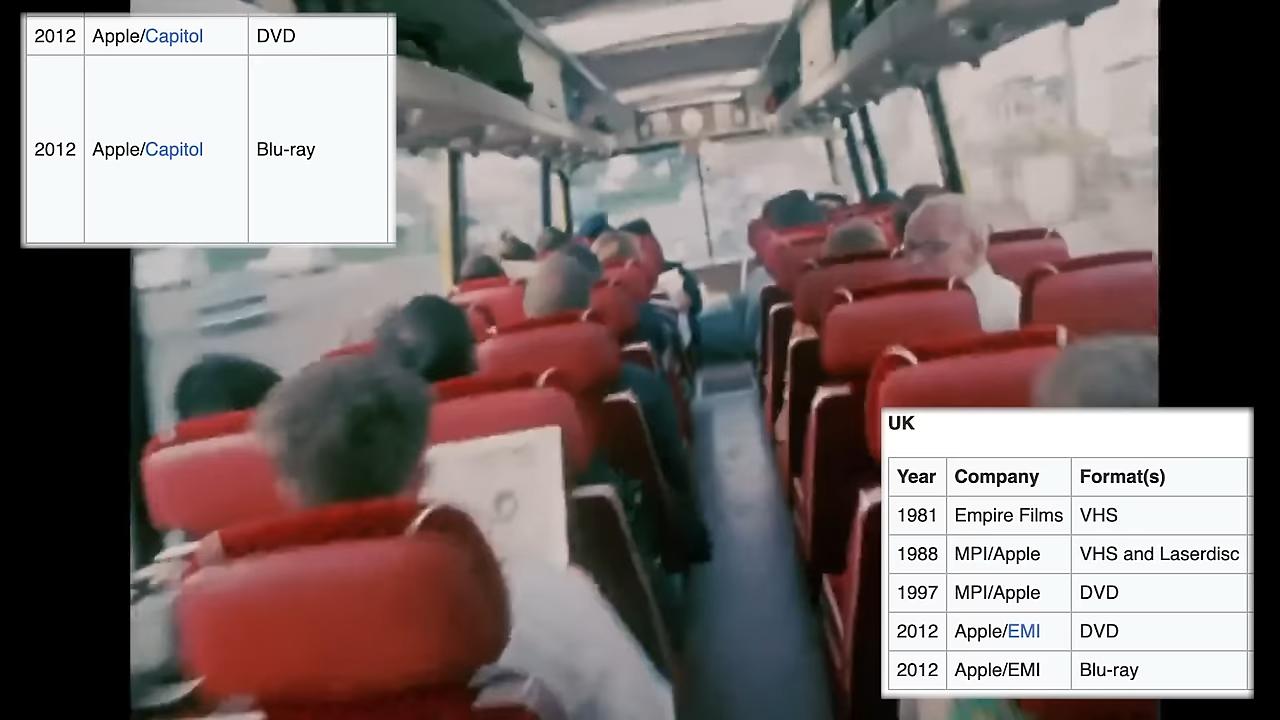 2012 Apple/Capitol DVD
2012 Apple/Capitol Blu-ray
UK
Year Company Format(s)
1981 Empire Films VHS
1988 MPI/Apple VHS and Laserdisc
1997 MPI/Apple DVD
2012 Apple/EMI DVD
2012 Apple/EMI Blu-ray